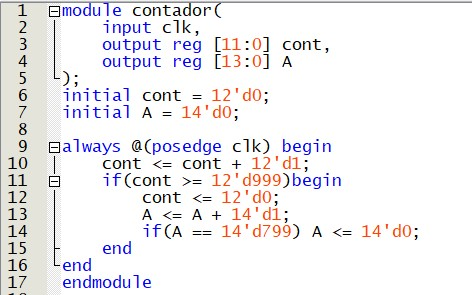 1 module contador(
2 input clk,
3 output reg [11:0] cont,
4 output reg [13:0] A
5 );
6 initial cont = 12'd0;
7 initial A = 14'd0;
8
9 always @(posedge clk) begin
10 cont <= cont + 12'd1;
11 if(cont >= 12'd999)begin
12 cont <= 12'd0;
13 A <= A + 14'd1;
14 if(A == 14'd799) A <= 14'd0;
15 end
16 end
17 endmodule